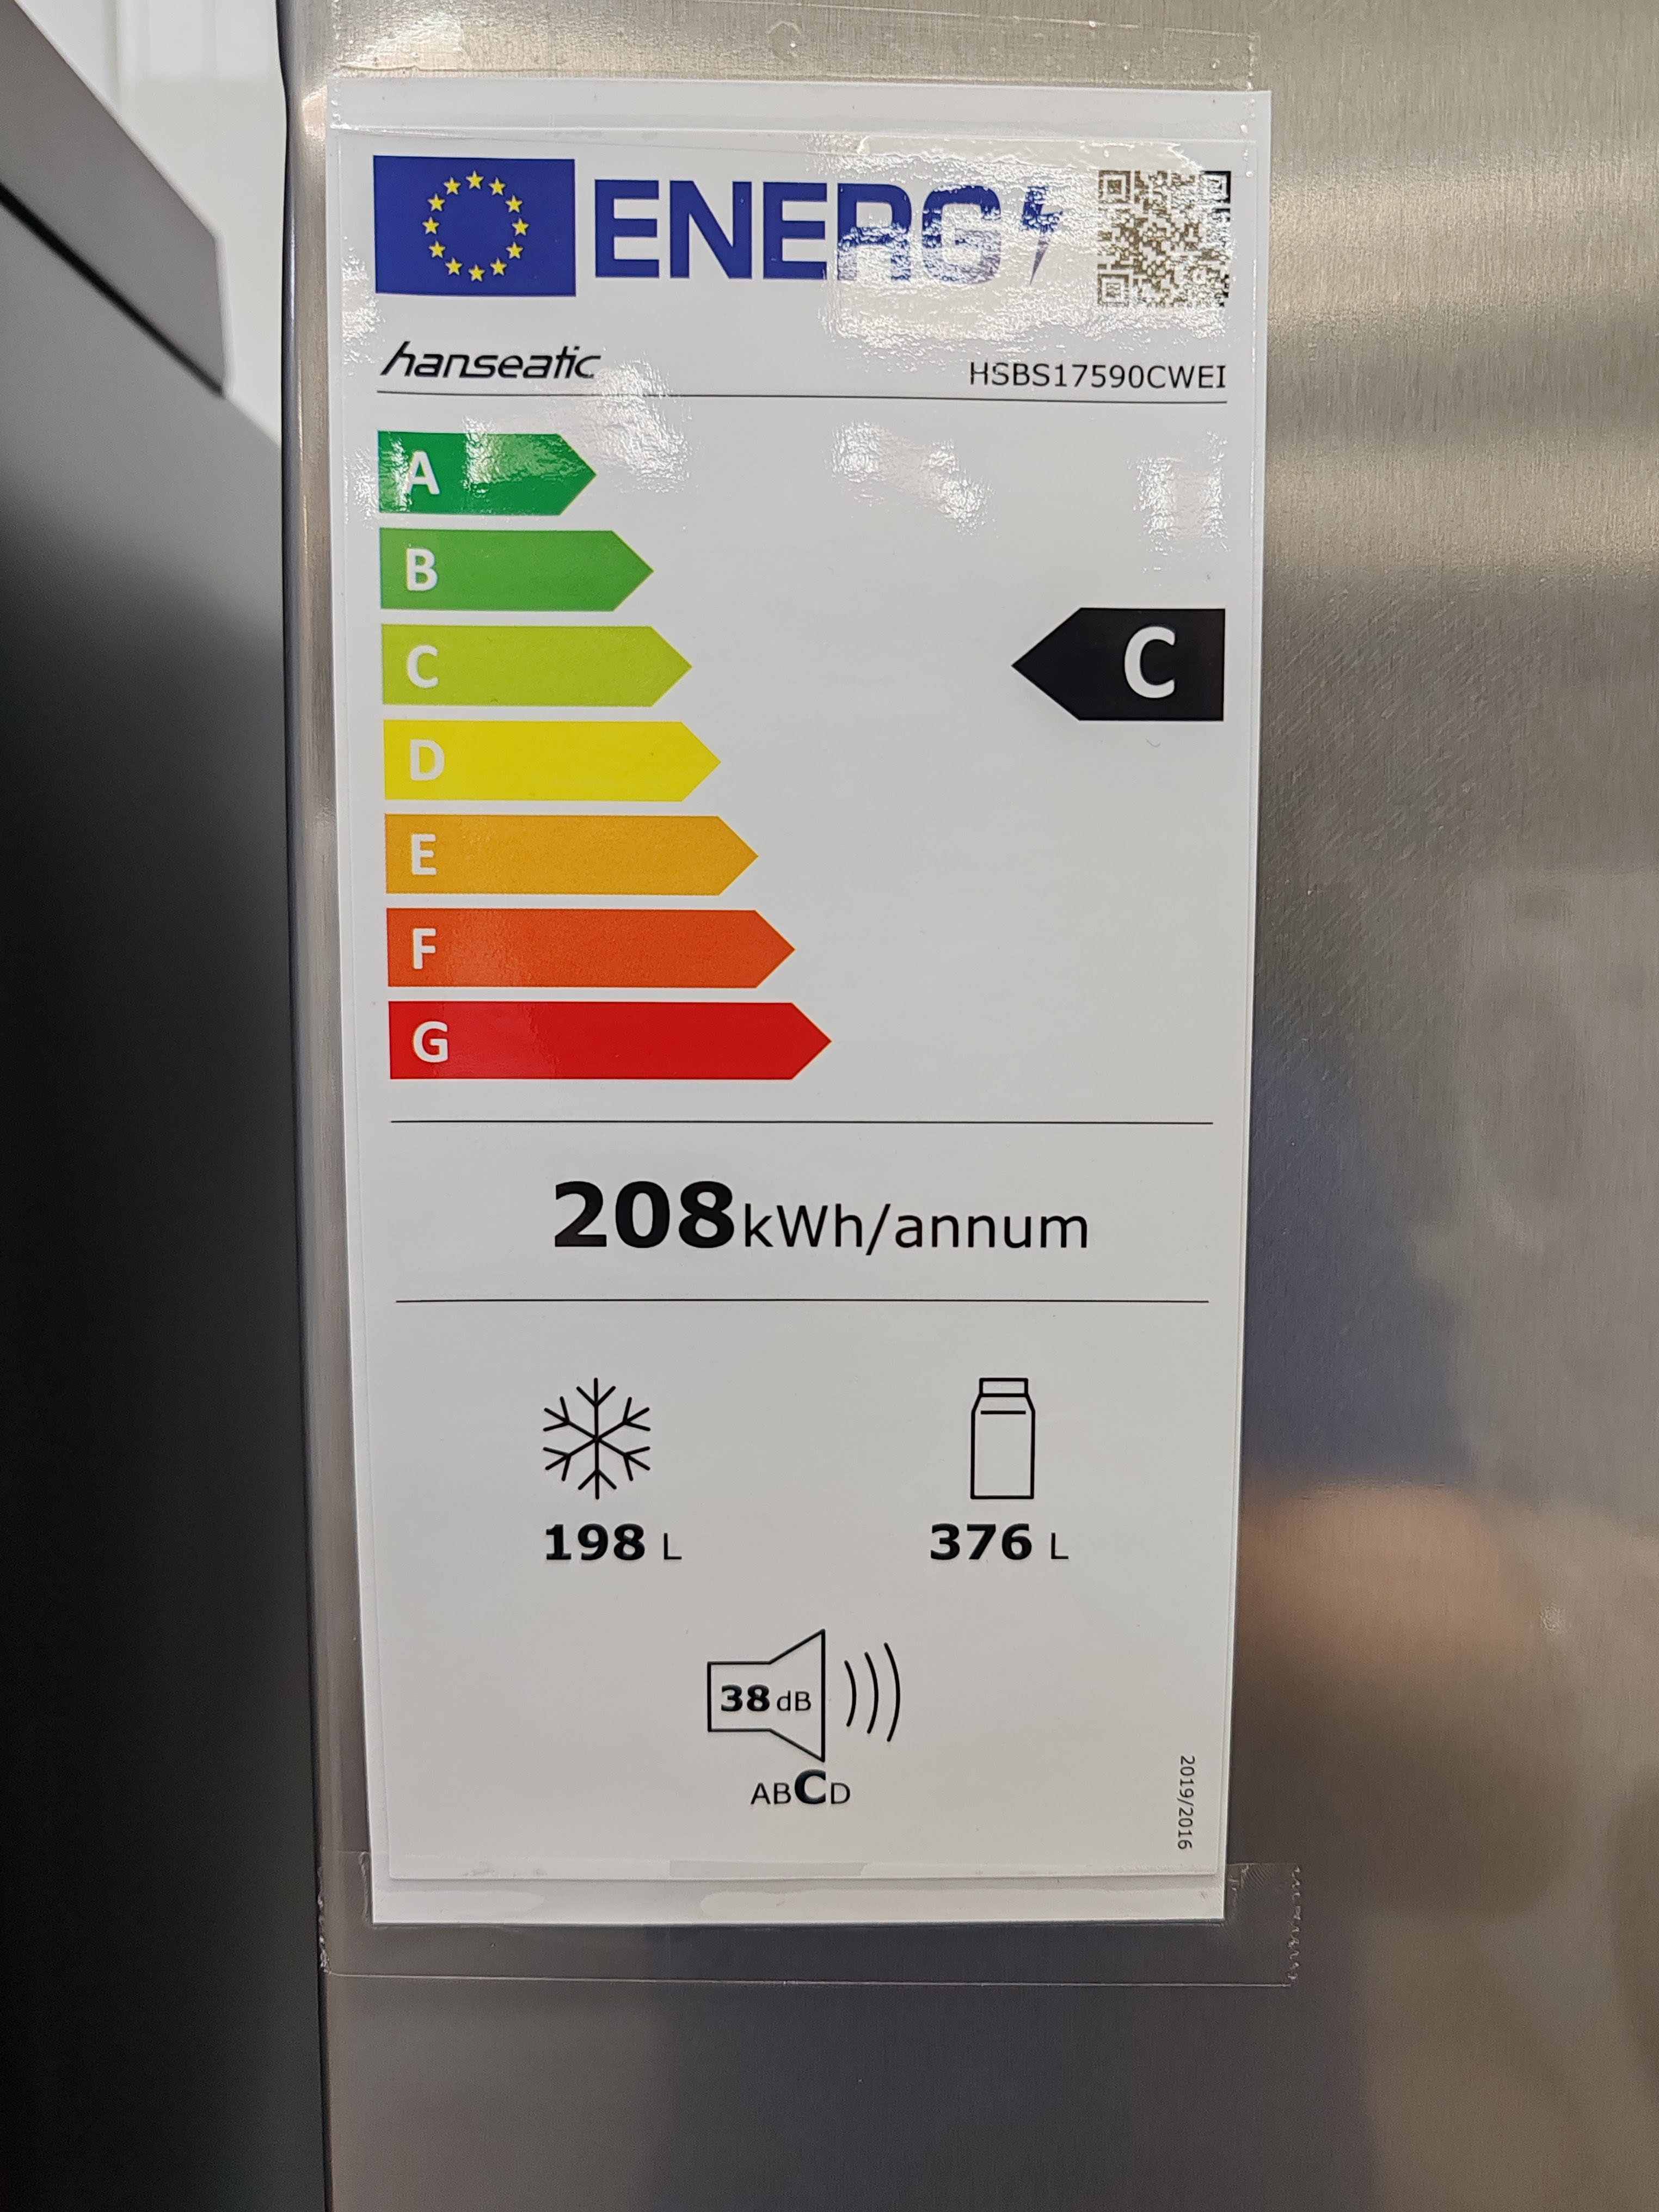 ENERG
hanseatic HSBS17590CWEI
A
B
C
C
D
E
F
G
208kWh/annum
198 L 376 L
38 dB
ABCD
2019/2016